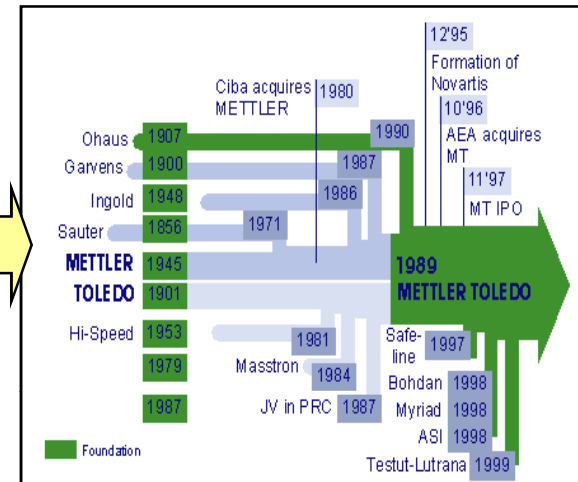 12'95
Formation of
Novartis
Ciba acquires
METTLER
1980
10'96
AEA acquires
MT
11'97
MT IPO
Ohaus 1907 1990
Garvens 1900 1987
Ingold 1948 1986
Sauter 1856 1971
METTLER 1945
TOLEDO 1901
1989
METTLER TOLEDO
Hi-Speed 1953 1981
1979 Masstron 1984
1987 JV in PRC 1987
Safe-
line 1997
Bohdan 1998
Myriad 1998
ASI 1998
Testut-Lutrana 1999
Foundation